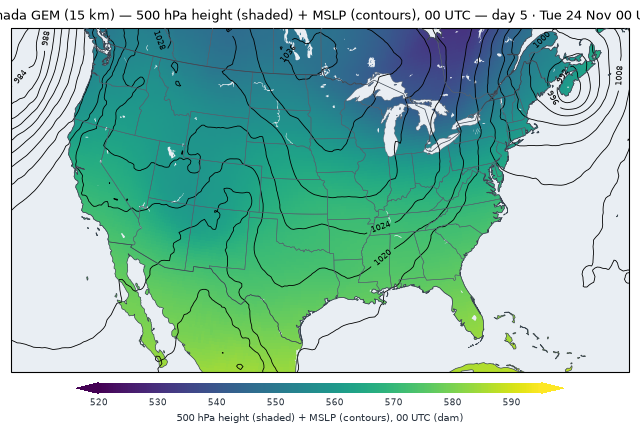 nada GEM (15 km) — 500 hPa height (shaded) + MSLP (contours), 00 UTC — day 5 · Tue 24 Nov 00 U
1028
1000
1008
984
996
1024
1020
520 530 540 550 560 570 580 590
500 hPa height (shaded) + MSLP (contours), 00 UTC (dam)